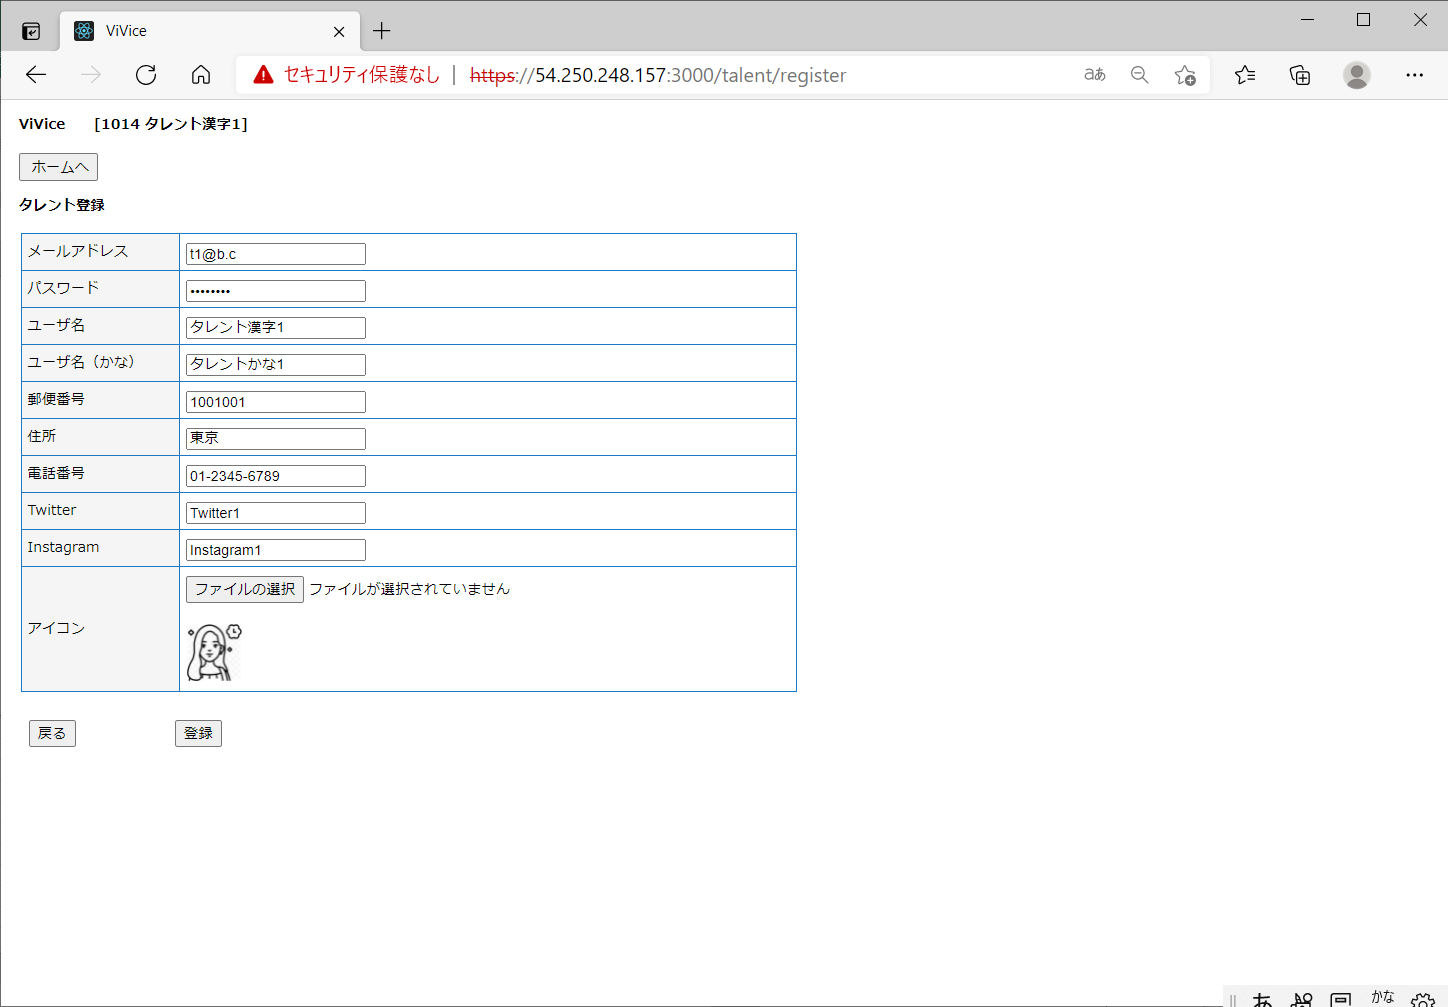 ViVice
セキュリティ保護なし | https://54.250.248.157:3000/talent/register
aあ
ViVice [1014 タレント漢字1]
ホームへ
タレント登録
メールアドレス t1@b.c
パスワード ••••••••
ユーザ名 タレント漢字1
ユーザ名（かな） タレントかな1
郵便番号 1001001
住所 東京
電話番号 01-2345-6789
Twitter Twitter1
Instagram Instagram1
アイコン ファイルの選択 ファイルが選択されていません
戻る 登録
あ かな